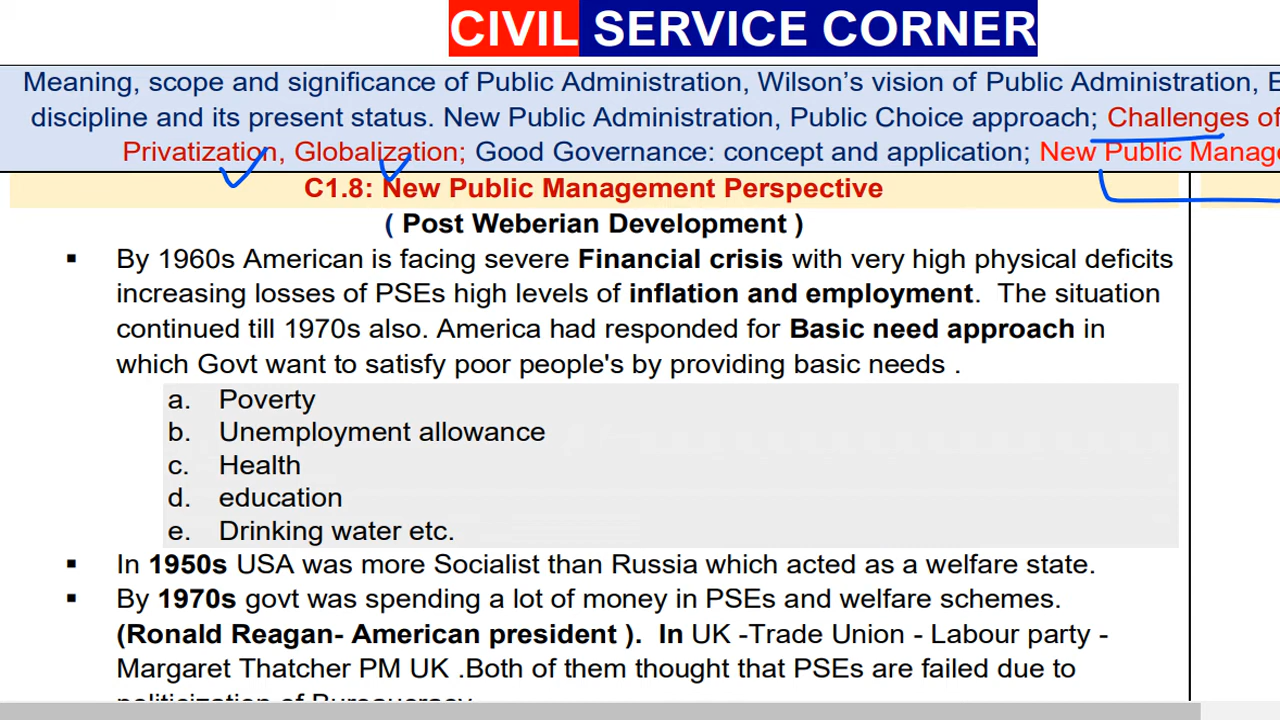 CIVIL SERVICE CORNER
Meaning, scope and significance of Public Administration, Wilson’s vision of Public Administration, E
discipline and its present status. New Public Administration, Public Choice approach; Challenges of
Privatization, Globalization; Good Governance: concept and application; New Public Manag
C1.8: New Public Management Perspective
( Post Weberian Development )
▪ By 1960s American is facing severe Financial crisis with very high physical deficits
increasing losses of PSEs high levels of inflation and employment. The situation
continued till 1970s also. America had responded for Basic need approach in
which Govt want to satisfy poor people's by providing basic needs .
a. Poverty
b. Unemployment allowance
c. Health
d. education
e. Drinking water etc.
▪ In 1950s USA was more Socialist than Russia which acted as a welfare state.
▪ By 1970s govt was spending a lot of money in PSEs and welfare schemes.
(Ronald Reagan- American president ). In UK -Trade Union - Labour party -
Margaret Thatcher PM UK .Both of them thought that PSEs are failed due to
politicization of Bureaucracy